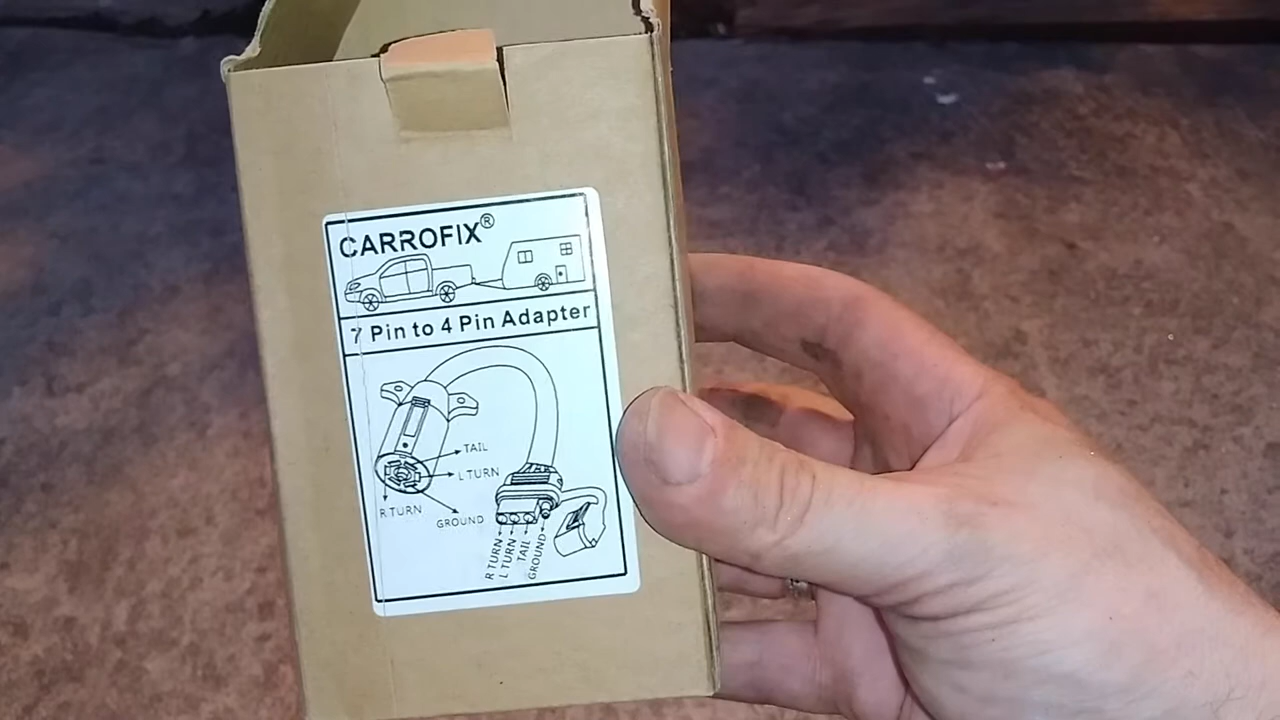 CARROFIX®
7 Pin to 4 Pin Adapter
TAIL
L TURN
R TURN
GROUND
R TURN
L TURN
TAIL
GROUND